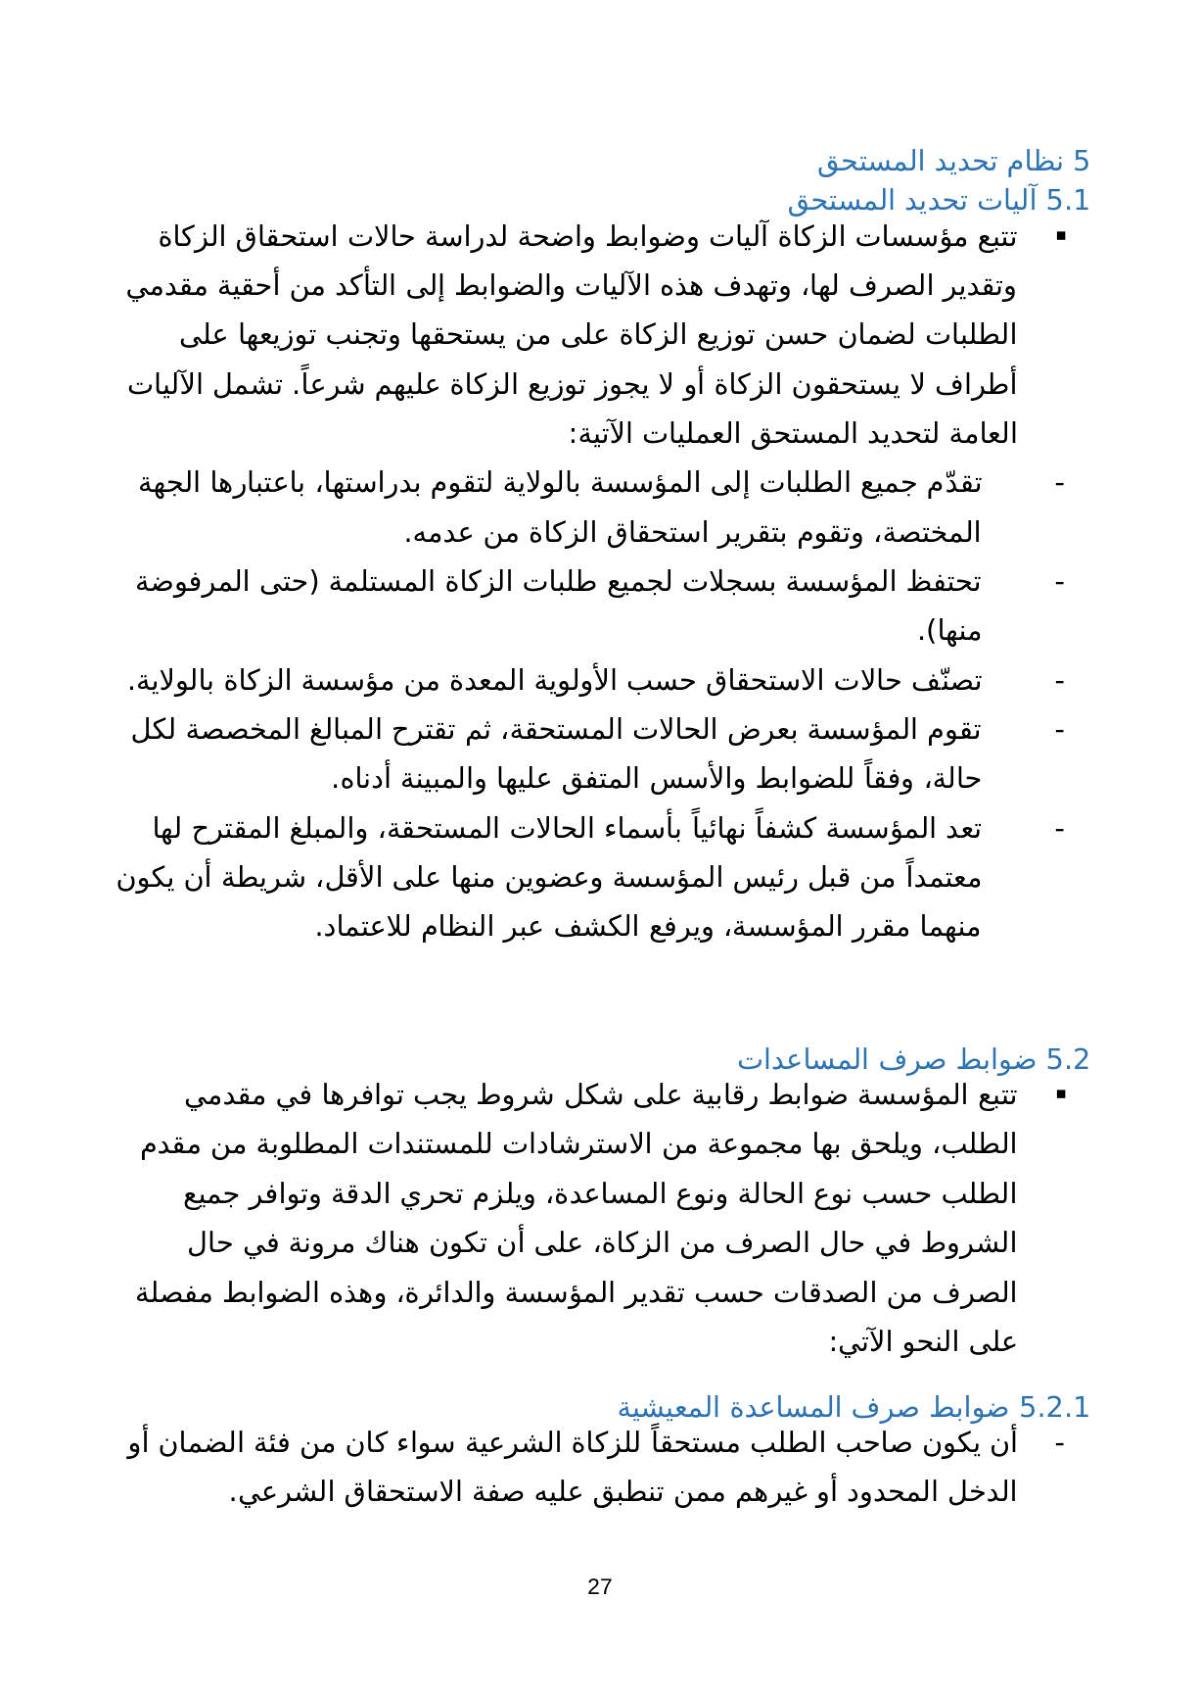 5 نظام تحديد المستحق
5.1 آليات تحديد المستحق
▪ تتبع مؤسسات الزكاة آليات وضوابط واضحة لدراسة حالات استحقاق الزكاة
وتقدير الصرف لها، وتهدف هذه الآليات والضوابط إلى التأكد من أحقية مقدمي
الطلبات لضمان حسن توزيع الزكاة على من يستحقها وتجنب توزيعها على
أطراف لا يستحقون الزكاة أو لا يجوز توزيع الزكاة عليهم شرعاً. تشمل الآليات
العامة لتحديد المستحق العمليات الآتية:
- تقدّم جميع الطلبات إلى المؤسسة بالولاية لتقوم بدراستها، باعتبارها الجهة
المختصة، وتقوم بتقرير استحقاق الزكاة من عدمه.
- تحتفظ المؤسسة بسجلات لجميع طلبات الزكاة المستلمة (حتى المرفوضة
منها).
- تصنّف حالات الاستحقاق حسب الأولوية المعدة من مؤسسة الزكاة بالولاية.
- تقوم المؤسسة بعرض الحالات المستحقة، ثم تقترح المبالغ المخصصة لكل
حالة، وفقاً للضوابط والأسس المتفق عليها والمبينة أدناه.
- تعد المؤسسة كشفاً نهائياً بأسماء الحالات المستحقة، والمبلغ المقترح لها
معتمداً من قبل رئيس المؤسسة وعضوين منها على الأقل، شريطة أن يكون
منهما مقرر المؤسسة، ويرفع الكشف عبر النظام للاعتماد.
5.2 ضوابط صرف المساعدات
▪ تتبع المؤسسة ضوابط رقابية على شكل شروط يجب توافرها في مقدمي
الطلب، ويلحق بها مجموعة من الاسترشادات للمستندات المطلوبة من مقدم
الطلب حسب نوع الحالة ونوع المساعدة، ويلزم تحري الدقة وتوافر جميع
الشروط في حال الصرف من الزكاة، على أن تكون هناك مرونة في حال
الصرف من الصدقات حسب تقدير المؤسسة والدائرة، وهذه الضوابط مفصلة
على النحو الآتي:
5.2.1 ضوابط صرف المساعدة المعيشية
- أن يكون صاحب الطلب مستحقاً للزكاة الشرعية سواء كان من فئة الضمان أو
الدخل المحدود أو غيرهم ممن تنطبق عليه صفة الاستحقاق الشرعي.
27